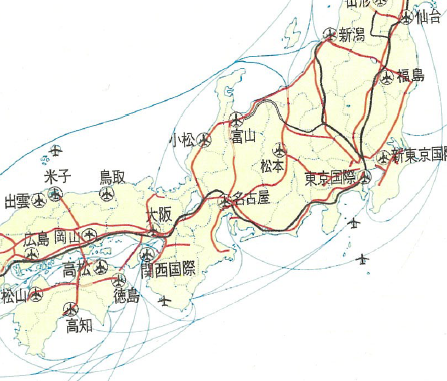 山形
仙台
新潟
福島
富山
小松
松本
新東京国際
東京国際
米子
鳥取
出雲
名古屋
大阪
広島
岡山
関西国際
高松
松山
徳島
高知